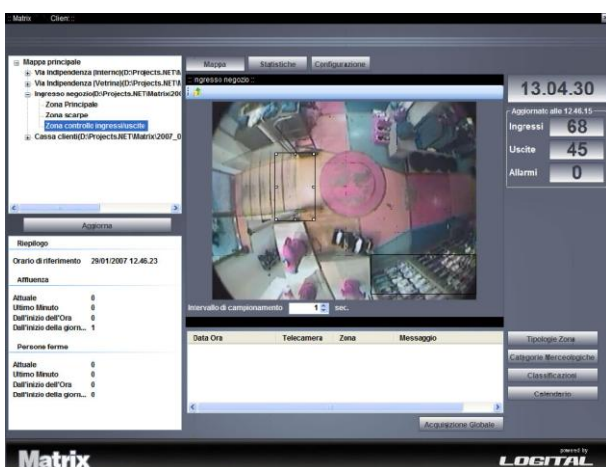 Matrix Client
Mappa principale
Via Indipendenza (Interno)(D:\Projects.NET\M
Via Indipendenza (Vetrina)(D:\Projects.NET\M
Ingresso negozio(D:\Projects.NET\Matrix\200
Zona Principale
Zona scarpe
Zona controllo ingressi/uscite
Cassa clienti(D:\Projects.NET\Matrix\2007_0
Aggiorna
Riepilogo
Orario di riferimento 29/01/2007 12.46.23
Affluenza
Attuale 0
Ultimo Minuto 0
Dall'inizio dell'Ora 0
Dall'inizio della giorn... 1
Persone ferme
Attuale 0
Ultimo Minuto 0
Dall'inizio dell'Ora 0
Dall'inizio della giorn... 0
Mappa Statistiche Configurazione
:: Ingresso negozio ::
Intervallo di campionamento 1 sec.
Data Ora Telecamera Zona Messaggio
Acquisizione Globale
13.04.30
Aggiornato alle 12.46.15
Ingressi 68
Uscite 45
Allarmi 0
Tipologie Zona
Categorie Merceologiche
Classificazioni
Calendario
Matrix
powered by
LOGITAL